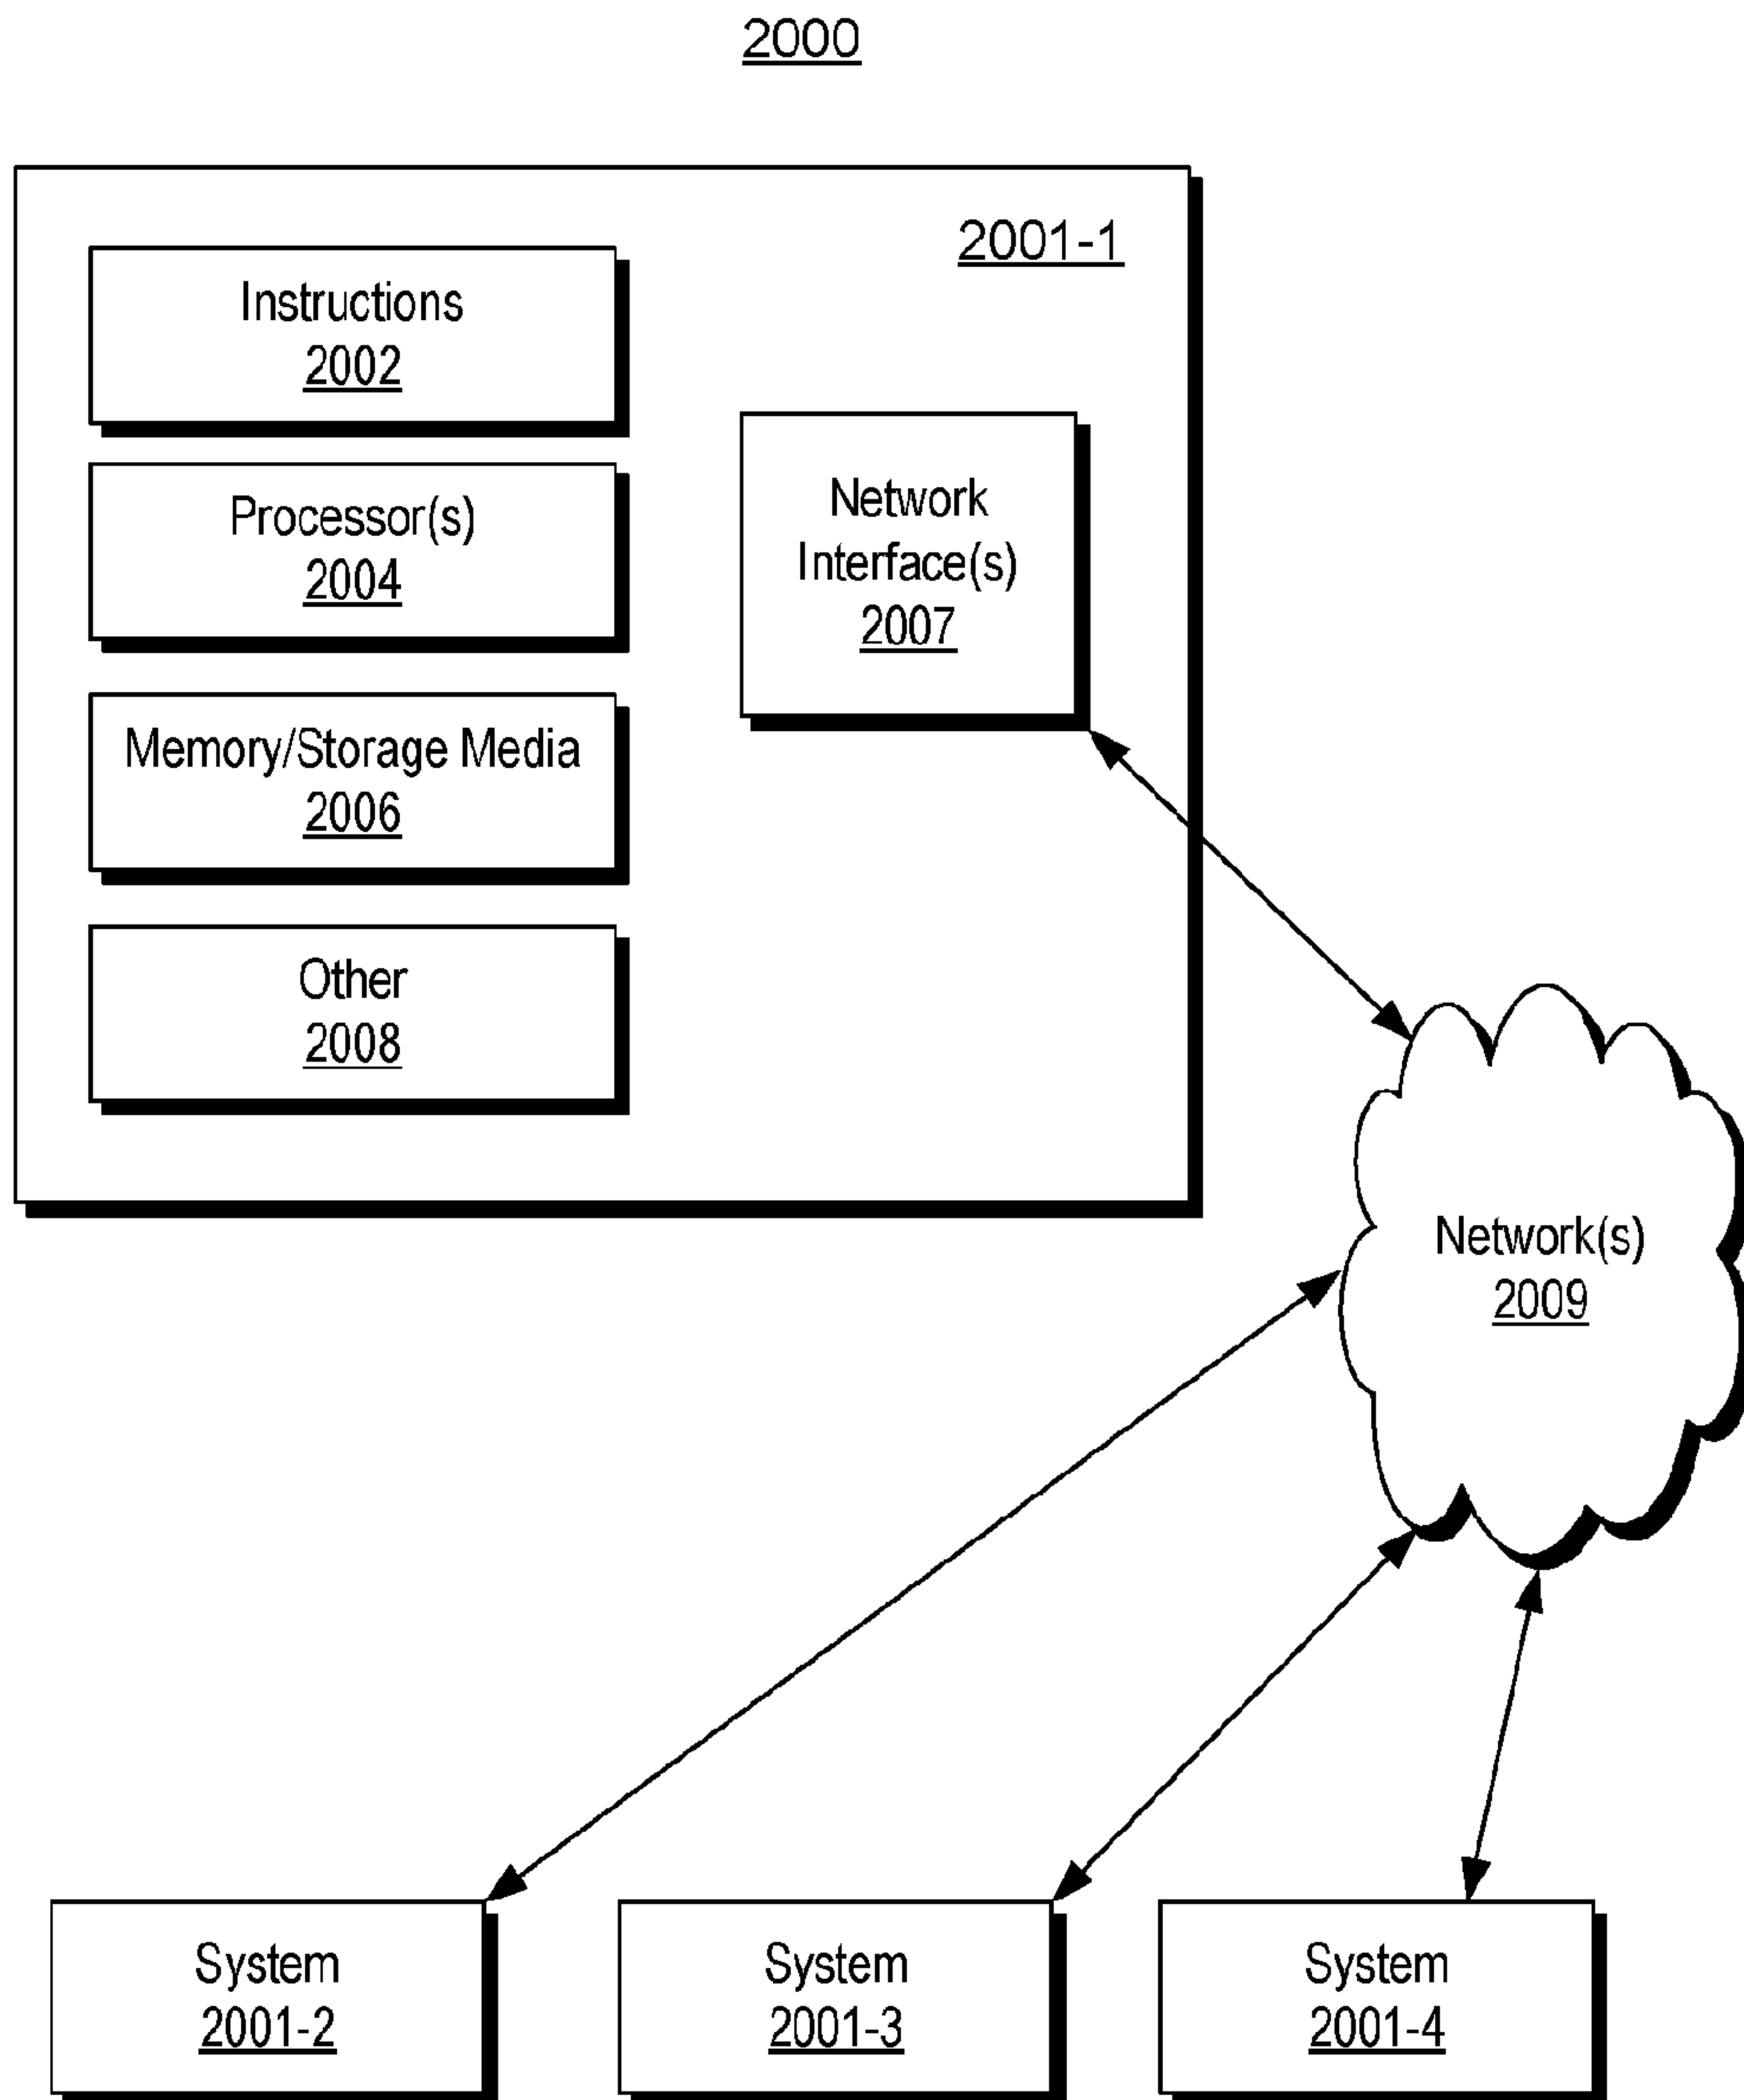 2000
2001-1
Instructions
2002
Processor(s)
2004
Memory/Storage Media
2006
Other
2008
Network
Interface(s)
2007
Network(s)
2009
System
2001-2
System
2001-3
System
2001-4